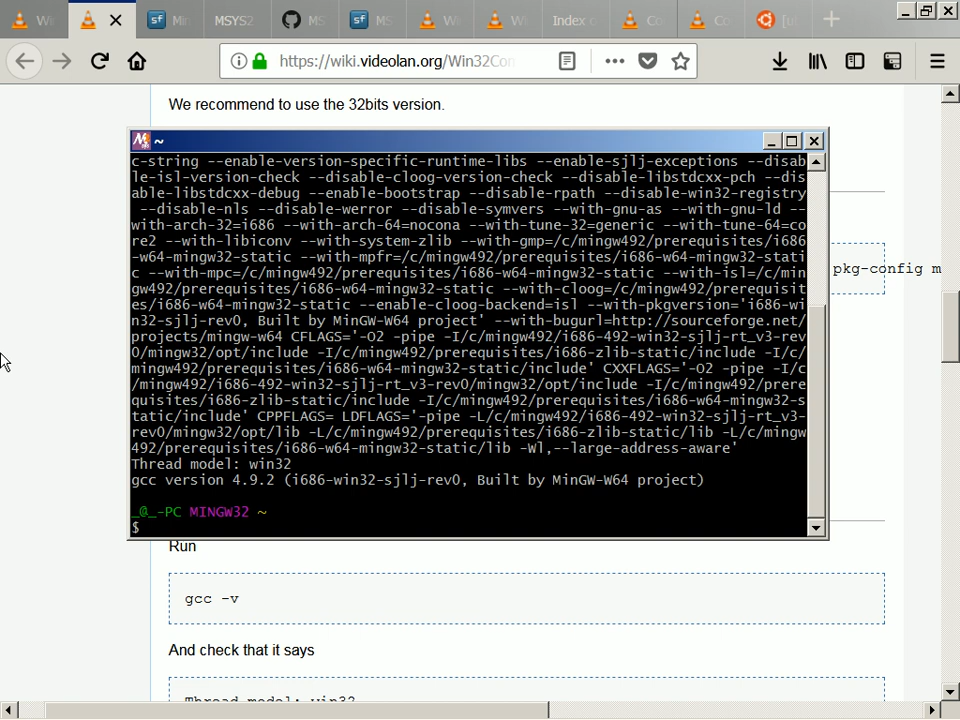 Wi
Min
MSYS2
MS
MS
Wi
Wi
Index o
Co
Co
[u
https://wiki.videolan.org/Win32Con
We recommend to use the 32bits version.
~
c-string --enable-version-specific-runtime-libs --enable-sjlj-exceptions --disab
le-isl-version-check --disable-cloog-version-check --disable-libstdcxx-pch --dis
able-libstdcxx-debug --enable-bootstrap --disable-rpath --disable-win32-registry
--disable-nls --disable-werror --disable-symvers --with-gnu-as --with-gnu-ld --
with-arch-32=i686 --with-arch-64=nocona --with-tune-32=generic --with-tune-64=co
re2 --with-libiconv --with-system-zlib --with-gmp=/c/mingw492/prerequisites/i686
-w64-mingw32-static --with-mpfr=/c/mingw492/prerequisites/i686-w64-mingw32-stati
c --with-mpc=/c/mingw492/prerequisites/i686-w64-mingw32-static --with-isl=/c/min
gw492/prerequisites/i686-w64-mingw32-static --with-cloog=/c/mingw492/prerequisit
es/i686-w64-mingw32-static --enable-cloog-backend=isl --with-pkgversion='i686-wi
n32-sjlj-rev0, Built by MinGW-W64 project' --with-bugurl=http://sourceforge.net/
projects/mingw-w64 CFLAGS='-O2 -pipe -I/c/mingw492/i686-492-win32-sjlj-rt_v3-rev
0/mingw32/opt/include -I/c/mingw492/prerequisites/i686-zlib-static/include -I/c/
mingw492/prerequisites/i686-w64-mingw32-static/include' CXXFLAGS='-O2 -pipe -I/c
/mingw492/i686-492-win32-sjlj-rt_v3-rev0/mingw32/opt/include -I/c/mingw492/prere
quisites/i686-zlib-static/include -I/c/mingw492/prerequisites/i686-w64-mingw32-s
tatic/include' CPPFLAGS= LDFLAGS='-pipe -L/c/mingw492/i686-492-win32-sjlj-rt_v3-
rev0/mingw32/opt/lib -L/c/mingw492/prerequisites/i686-zlib-static/lib -L/c/mingw
492/prerequisites/i686-w64-mingw32-static/lib -Wl,--large-address-aware'
Thread model: win32
gcc version 4.9.2 (i686-win32-sjlj-rev0, Built by MinGW-W64 project)
_@_-PC MINGW32 ~
$
pkg-config m
Run
gcc -v
And check that it says
Thread model: win32